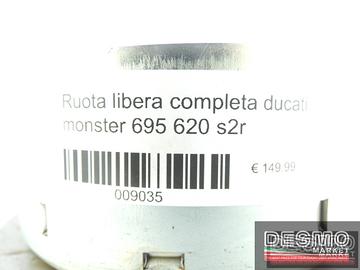 Ruota libera completa ducati
monster 695 620 s2r
€ 149.99
009035
DESMO
MARKET